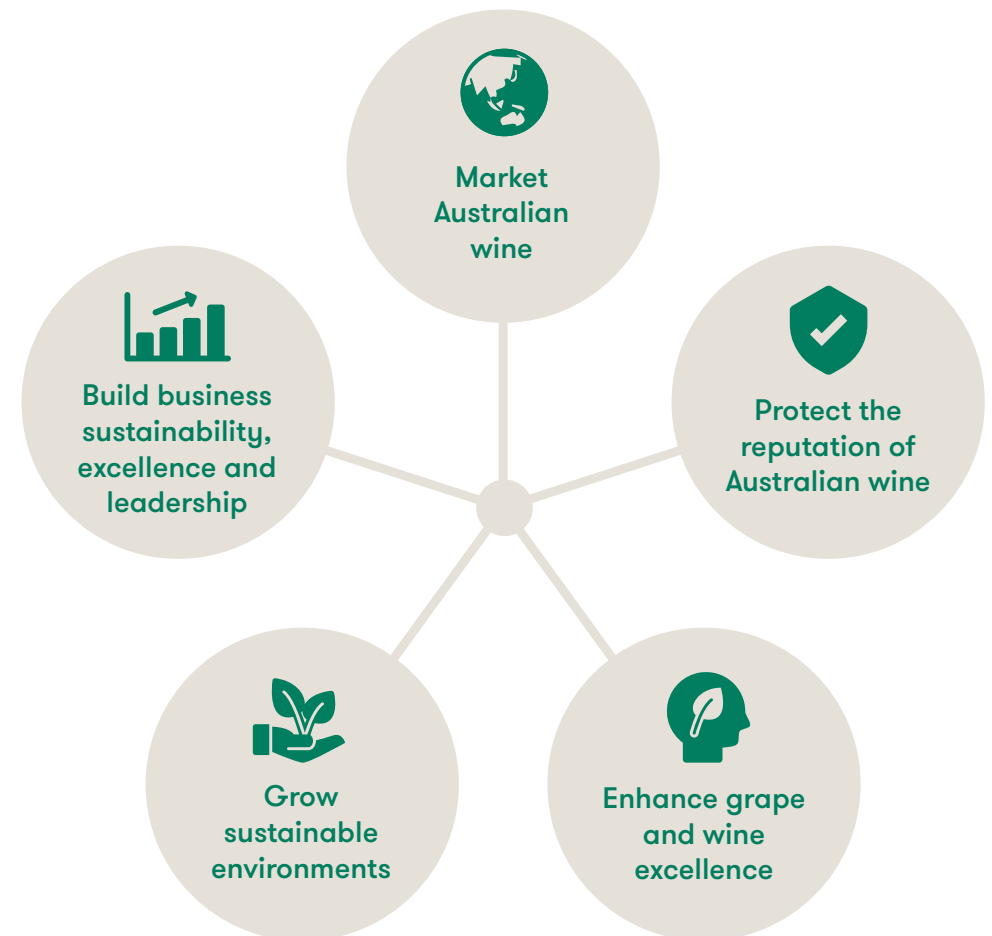 Market
Australian
wine
Build business
sustainability,
excellence and
leadership
Protect the
reputation of
Australian wine
Grow
sustainable
environments
Enhance grape
and wine
excellence